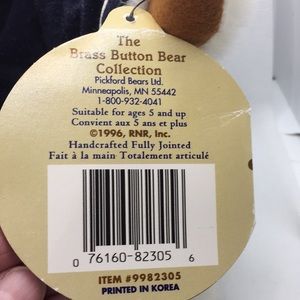 The
Brass Button Bear
Collection
Pickford Bears Ltd.
Minneapolis, MN 55442
1-800-932-4041
Suitable for ages 5 and up
Convient aux 5 ans et plus
©1996, RNR, Inc.
Handcrafted Fully Jointed
Fait à la main Totalement articulé
0 76160-82305 6
ITEM #9982305
PRINTED IN KOREA